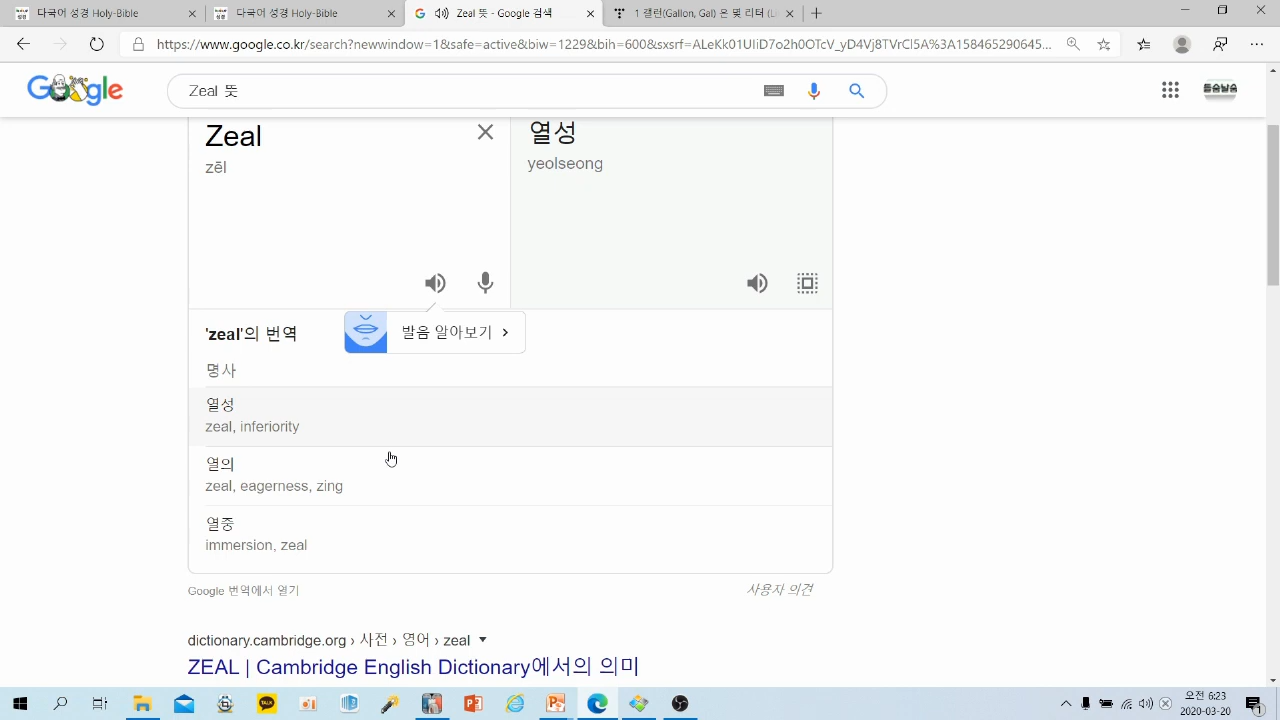 다국어 성경 Holy-Bible
다국어 성경 Holy-Bible
Zeal 뜻 - Google 검색
1 갤런(Gallon, Gal) 은 몇 리터 (Li
https://www.google.co.kr/search?newwindow=1&safe=active&biw=1229&bih=600&sxsrf=ALeKk01UIiD7o2h0OTcV_yD4Vj8TVrCl5A%3A158465290645...
Google
Zeal 뜻
Zeal
zēl
열성
yeolseong
'zeal'의 번역
발음 알아보기
명사
열성
zeal, inferiority
열의
zeal, eagerness, zing
열중
immersion, zeal
Google 번역에서 열기
사용자 의견
dictionary.cambridge.org › 사전 › 영어 › zeal
ZEAL | Cambridge English Dictionary에서의 의미
TALK
오전 6:23
2020-03-20
1